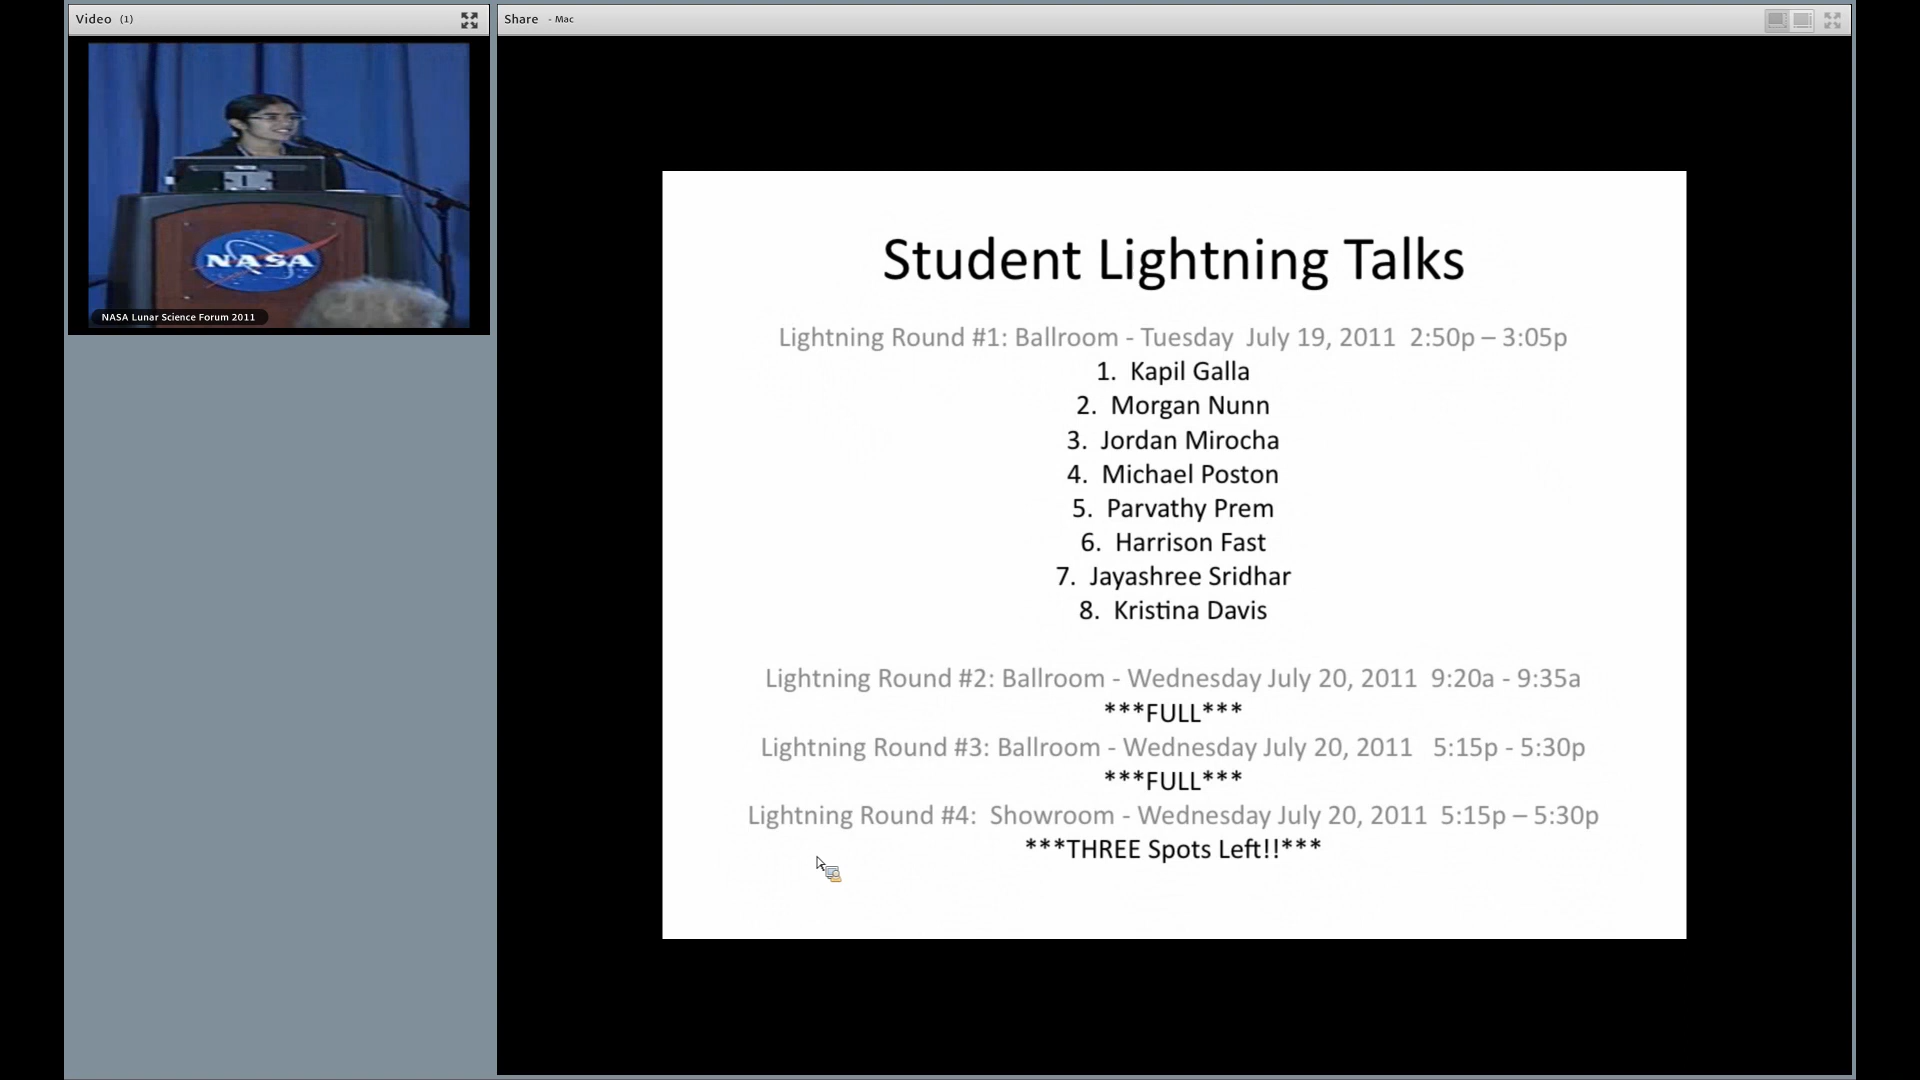 Video (1)
Share - Mac
NASA
NASA Lunar Science Forum 2011
Student Lightning Talks
Lightning Round #1: Ballroom - Tuesday July 19, 2011 2:50p – 3:05p
1. Kapil Galla
2. Morgan Nunn
3. Jordan Mirocha
4. Michael Poston
5. Parvathy Prem
6. Harrison Fast
7. Jayashree Sridhar
8. Kristina Davis
Lightning Round #2: Ballroom - Wednesday July 20, 2011 9:20a - 9:35a
***FULL***
Lightning Round #3: Ballroom - Wednesday July 20, 2011 5:15p - 5:30p
***FULL***
Lightning Round #4: Showroom - Wednesday July 20, 2011 5:15p – 5:30p
***THREE Spots Left!!***